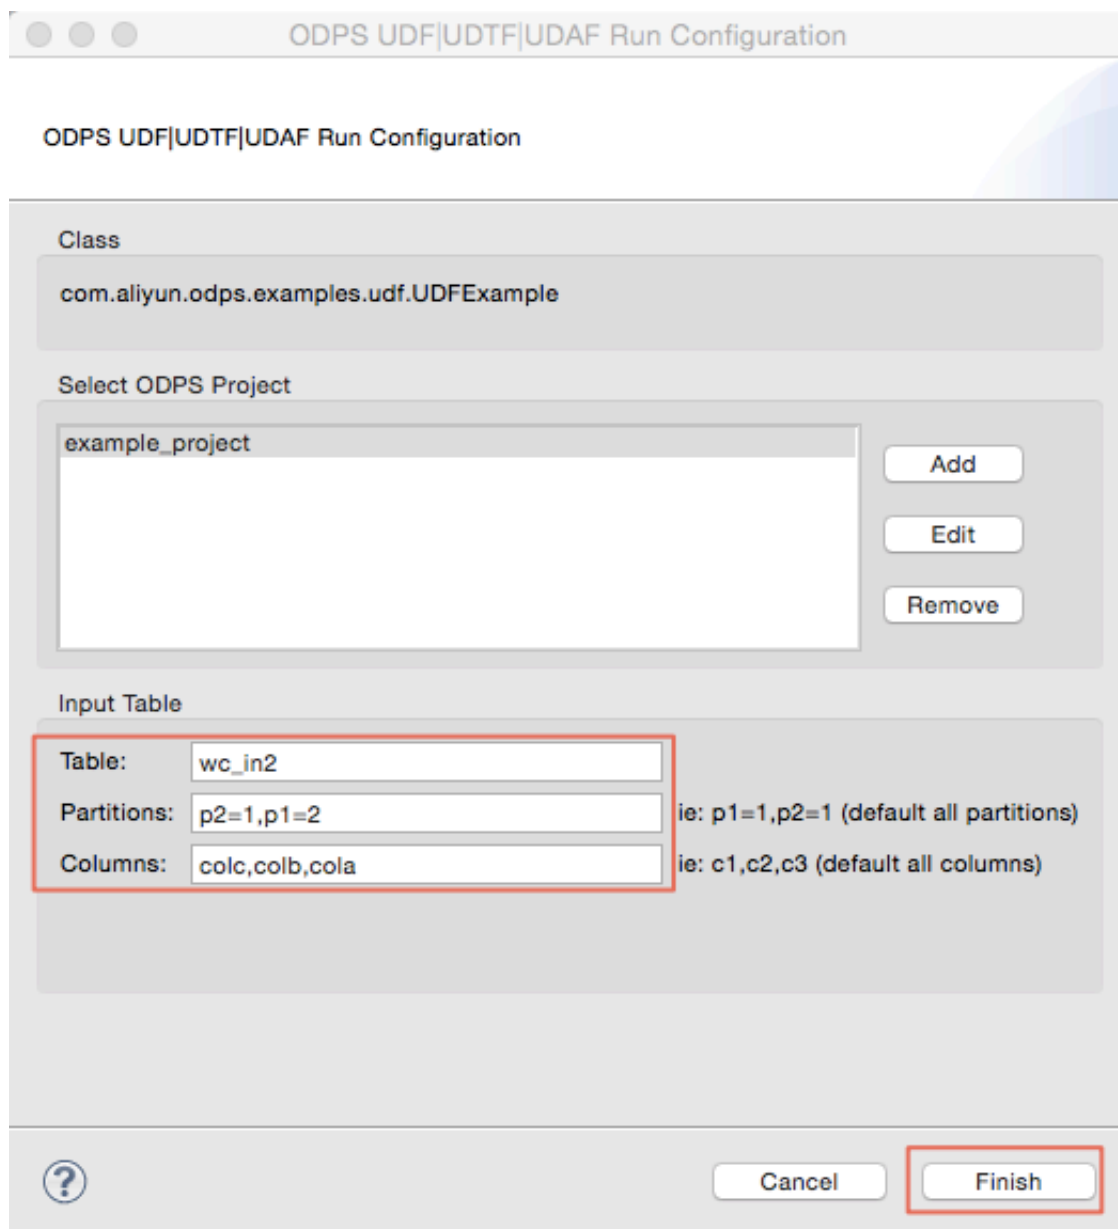 ODPS UDF|UDTF|UDAF Run Configuration
ODPS UDF|UDTF|UDAF Run Configuration
Class
com.aliyun.odps.examples.udf.UDFExample
Select ODPS Project
example_project
Add
Edit
Remove
Input Table
Table: wc_in2
Partitions: p2=1,p1=2 ie: p1=1,p2=1 (default all partitions)
Columns: colc,colb,cola ie: c1,c2,c3 (default all columns)
? Cancel Finish